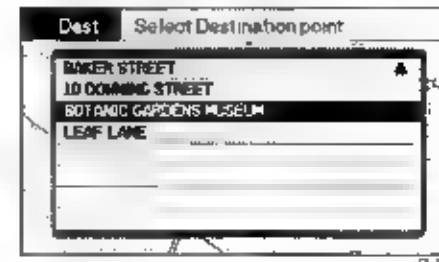 Dest Select Destination point
BAKER STREET
10 DOWNING STREET
BOTANIC GARDENS MUSEUM
LEAF LANE